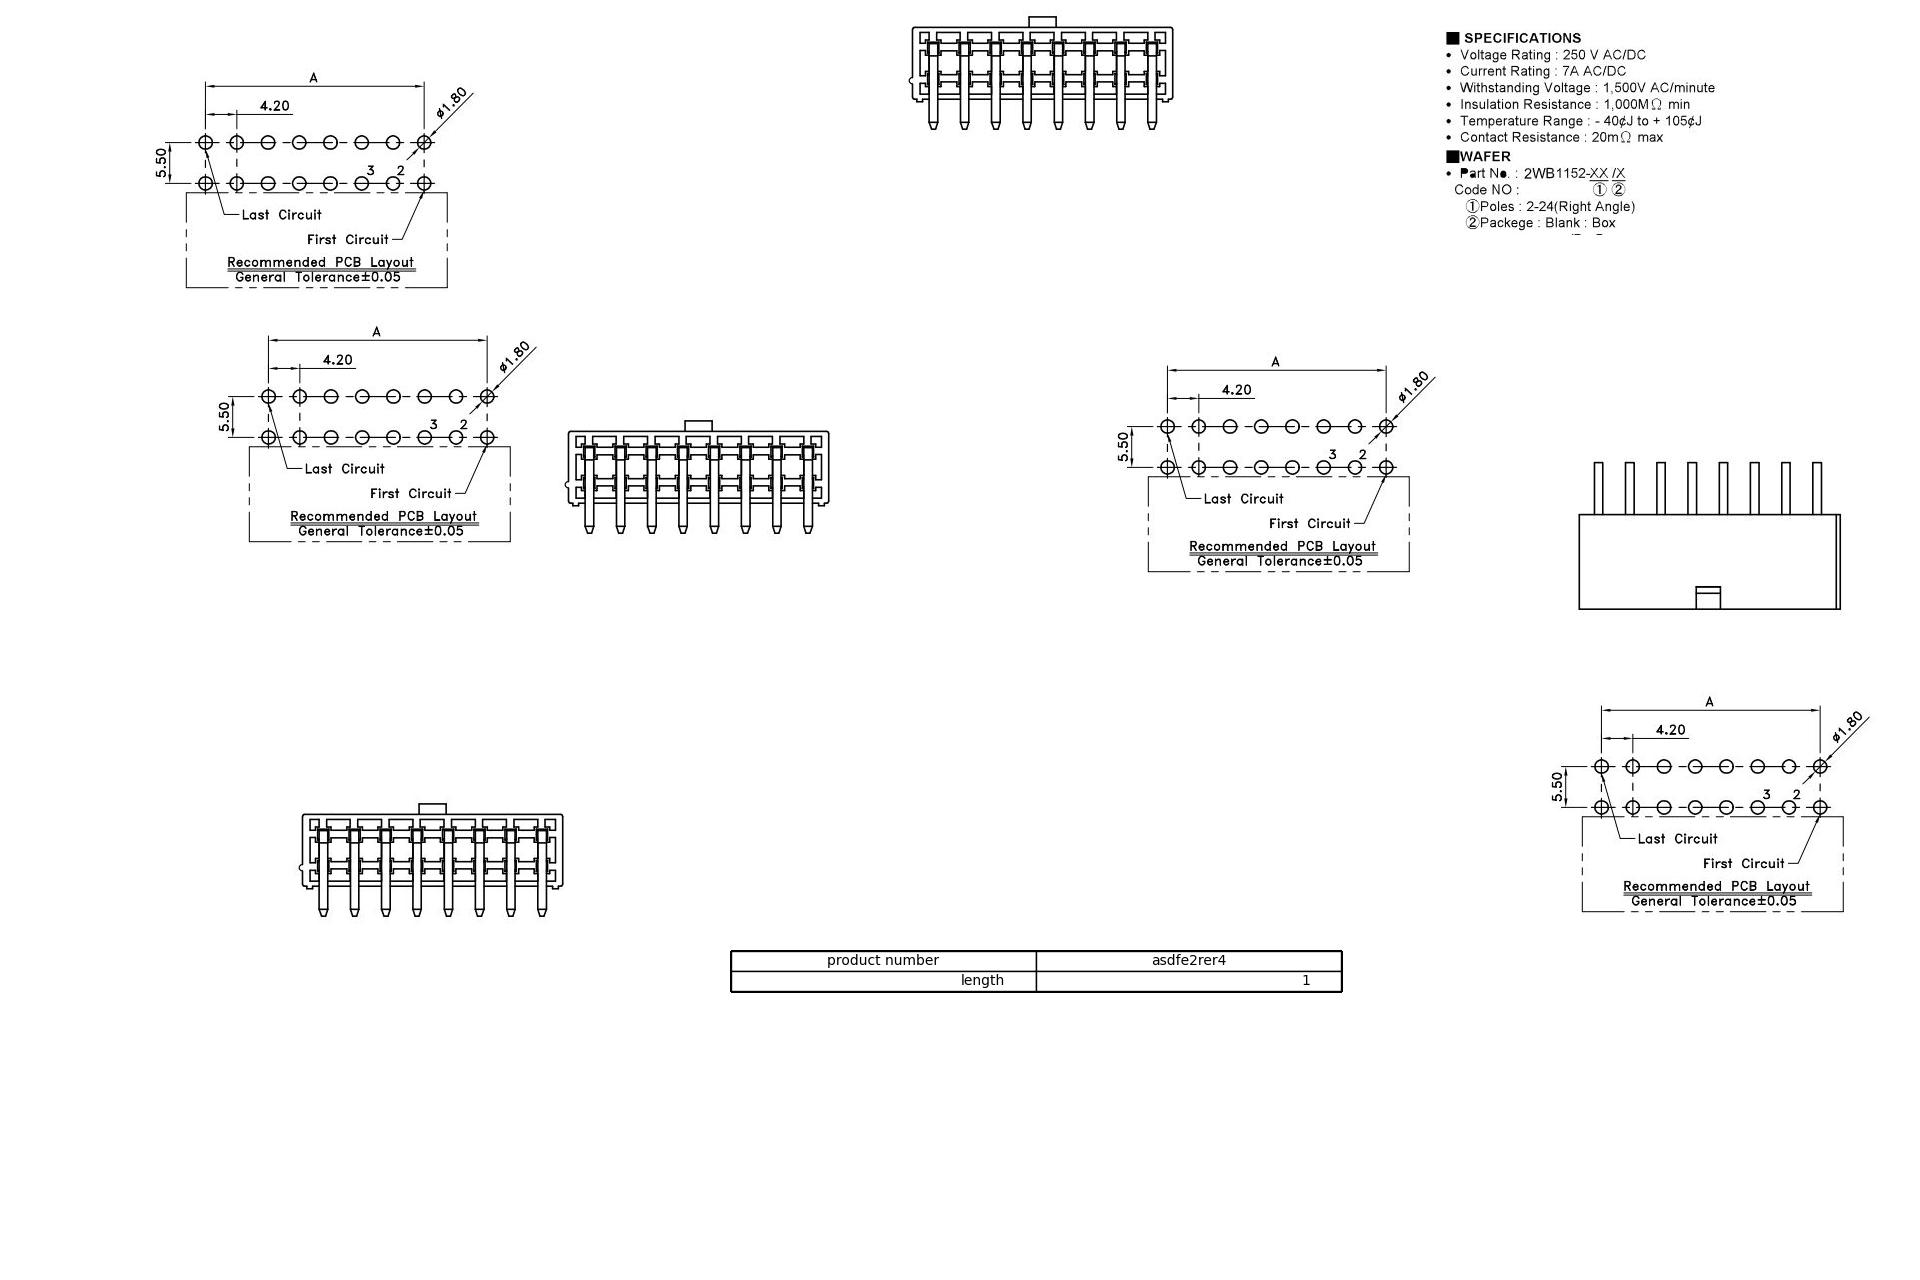 ■ SPECIFICATIONS
• Voltage Rating : 250 V AC/DC
• Current Rating : 7A AC/DC
• Withstanding Voltage : 1,500V AC/minute
• Insulation Resistance : 1,000MΩ min
• Temperature Range : - 40¢J to + 105¢J
• Contact Resistance : 20mΩ max
■WAFER
• Part No. : 2WB1152-XX /X
Code NO : ① ②
①Poles : 2-24(Right Angle)
②Packege : Blank : Box
A
4.20
ø1.80
5.50
3 2
Last Circuit
First Circuit
Recommended PCB Layout
General Tolerance±0.05
A
4.20
ø1.80
5.50
3 2
Last Circuit
First Circuit
Recommended PCB Layout
General Tolerance±0.05
A
4.20
ø1.80
5.50
3 2
Last Circuit
First Circuit
Recommended PCB Layout
General Tolerance±0.05
A
4.20
ø1.80
5.50
3 2
Last Circuit
First Circuit
Recommended PCB Layout
General Tolerance±0.05
product number asdfe2rer4
length 1